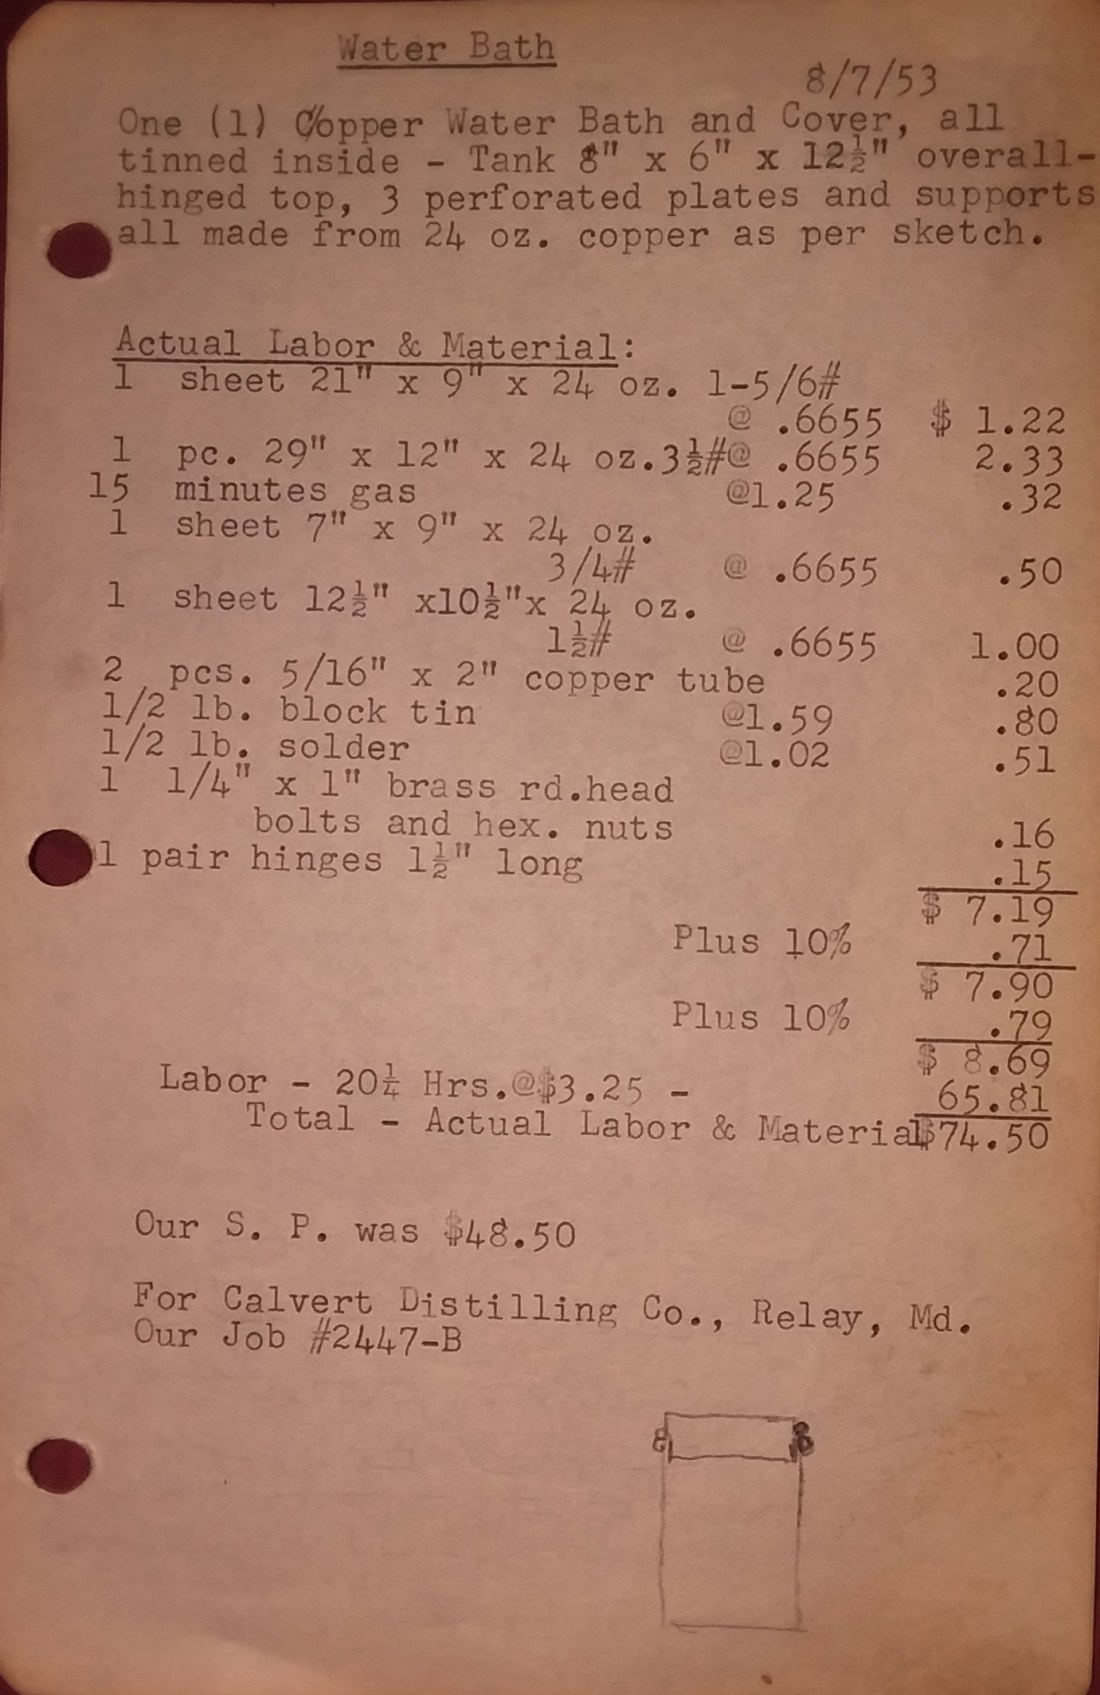 Water Bath
8/7/53
One (1) Copper Water Bath and Cover, all
tinned inside - Tank 8" x 6" x 12½" overall-
hinged top, 3 perforated plates and supports
all made from 24 oz. copper as per sketch.
Actual Labor & Material:
1 sheet 21" x 9" x 24 oz. 1-5/6#
@ .6655 $ 1.22
1 pc. 29" x 12" x 24 oz.3½#@ .6655 2.33
15 minutes gas @1.25 .32
1 sheet 7" x 9" x 24 oz.
3/4# @ .6655 .50
1 sheet 12½" x10½"x 24 oz.
1½# @ .6655 1.00
2 pcs. 5/16" x 2" copper tube .20
1/2 lb. block tin @1.59 .80
1/2 lb. solder @1.02 .51
1 1/4" x 1" brass rd.head
bolts and hex. nuts .16
1 pair hinges 1½" long .15
$ 7.19
Plus 10% .71
$ 7.90
Plus 10% .79
$ 8.69
Labor - 20¼ Hrs.@$3.25 - 65.81
Total - Actual Labor & Material$74.50
Our S. P. was $48.50
For Calvert Distilling Co., Relay, Md.
Our Job #2447-B